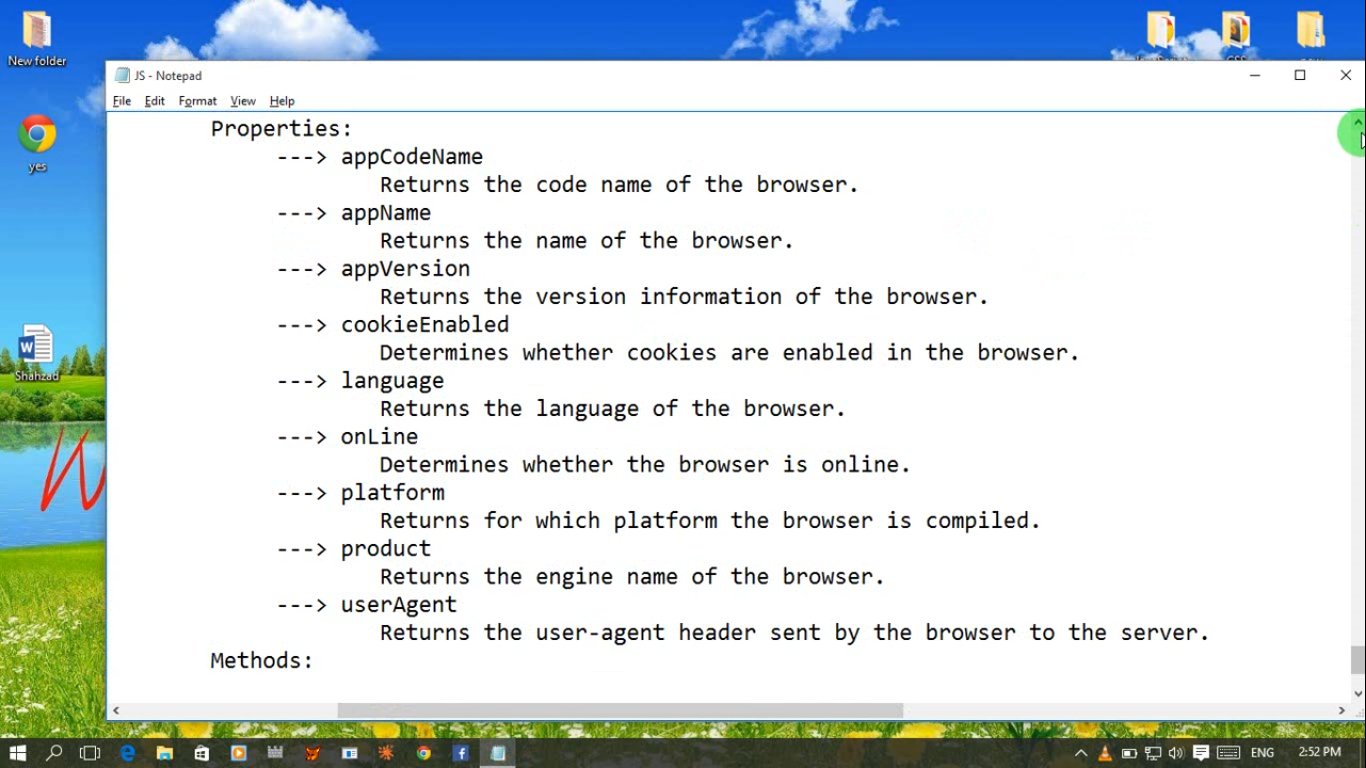 New folder
JS - Notepad
File Edit Format View Help
Properties:
---> appCodeName
Returns the code name of the browser.
---> appName
Returns the name of the browser.
---> appVersion
Returns the version information of the browser.
---> cookieEnabled
Determines whether cookies are enabled in the browser.
---> language
Returns the language of the browser.
---> onLine
Determines whether the browser is online.
---> platform
Returns for which platform the browser is compiled.
---> product
Returns the engine name of the browser.
---> userAgent
Returns the user-agent header sent by the browser to the server.
Methods:
yes
W
Shahzad
ENG
2:52 PM